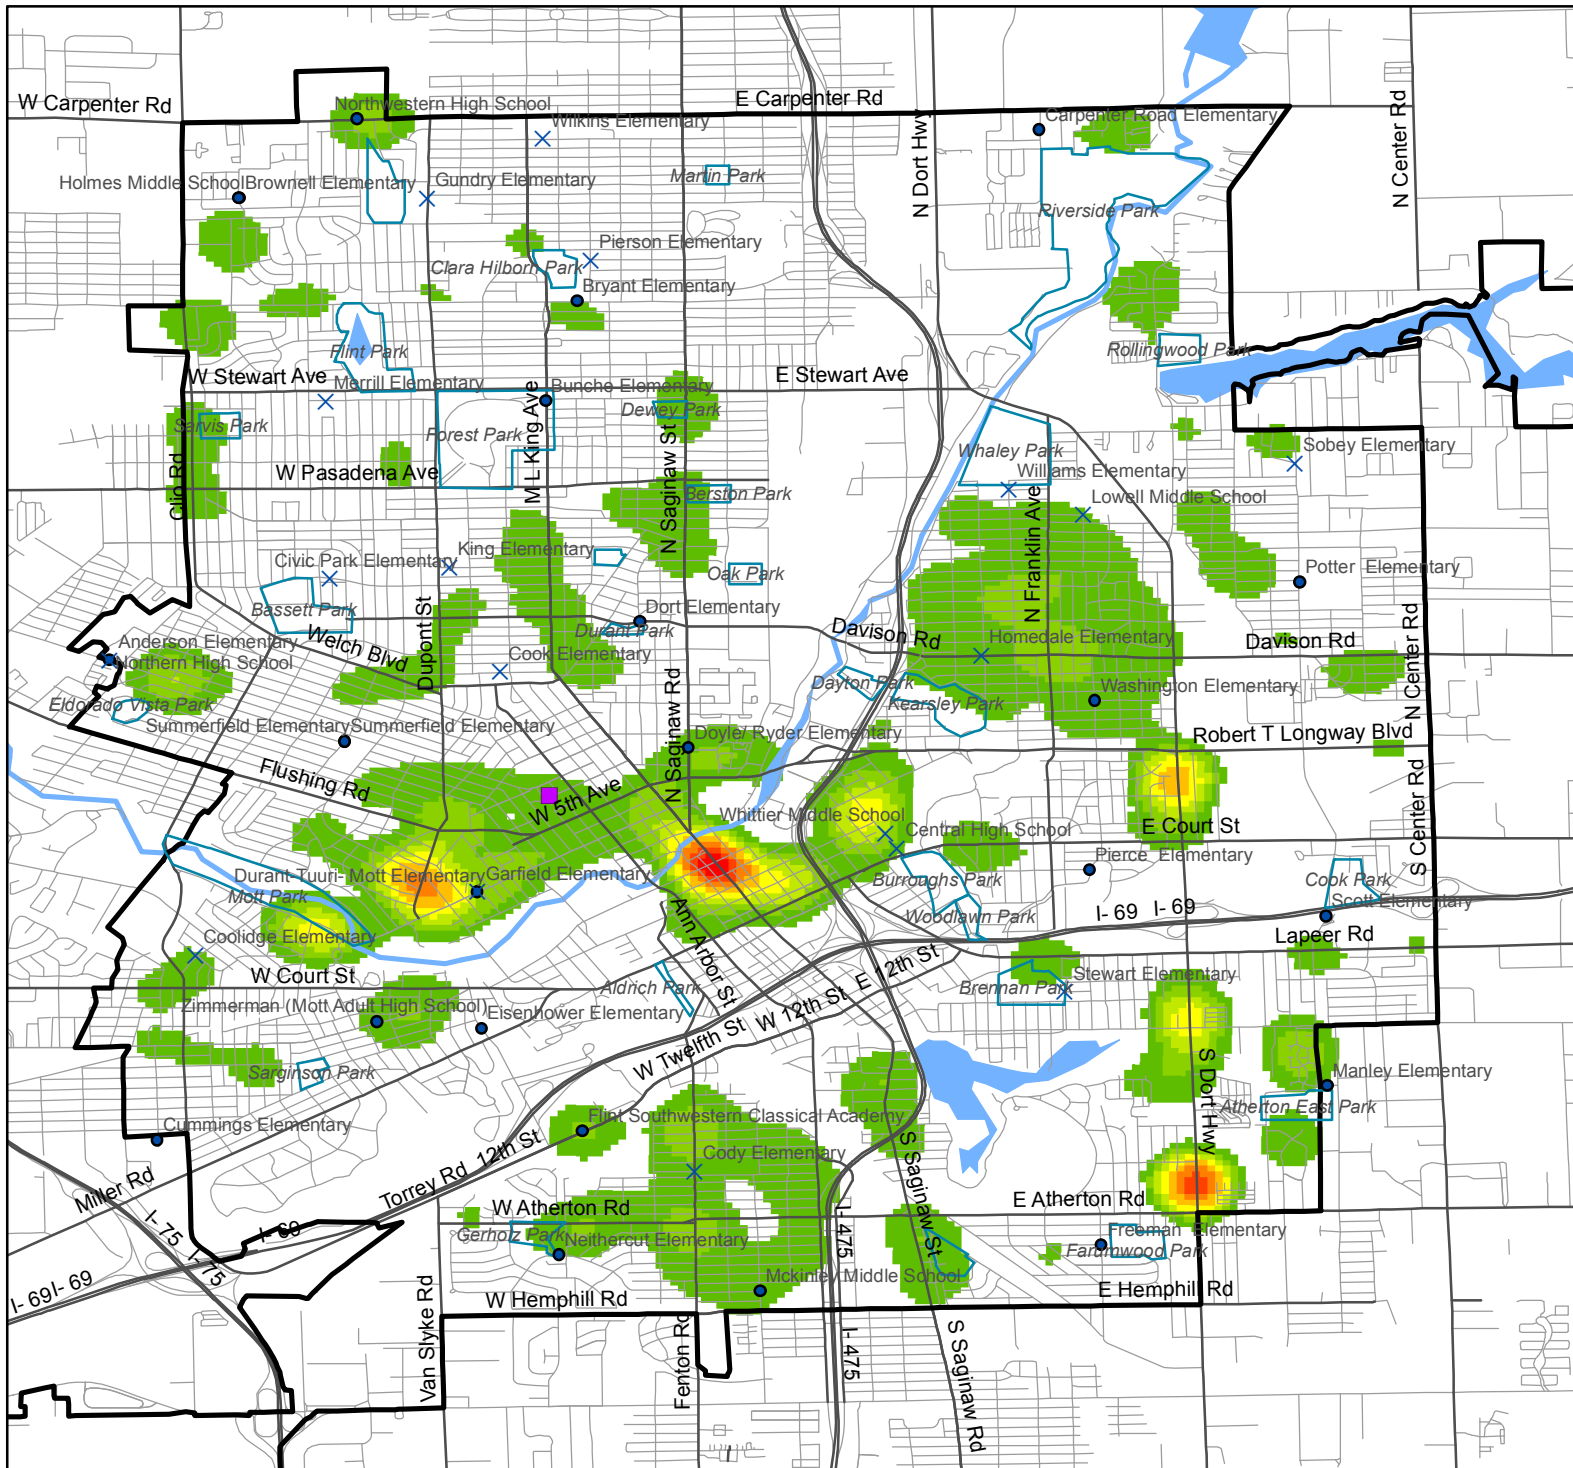 W Carpenter Rd
Northwestern High School
E Carpenter Rd
Wilkins Elementary
Carpenter Road Elementary
N Dort Hwy
N Center Rd
Holmes Middle School
Brownell Elementary
Gundry Elementary
Martin Park
Riverside Park
Pierson Elementary
Clara Hilborn Park
Bryant Elementary
Flint Park
Rollingwood Park
W Stewart Ave
Merrill Elementary
M L King Ave
Bunche Elementary
E Stewart Ave
Dewey Park
Sarvis Park
Forest Park
N Saginaw St
Whaley Park
Sobey Elementary
Clio Rd
W Pasadena Ave
Williams Elementary
Berston Park
Lowell Middle School
N Franklin Ave
Civic Park Elementary
King Elementary
Oak Park
Potter Elementary
Bassett Park
Dupont St
Dort Elementary
Durant Park
Davison Rd
Homedale Elementary
Davison Rd
N Center Rd
Anderson Elementary
Welch Blvd
Northern High School
Cook Elementary
N Saginaw Rd
Dayton Park
Washington Elementary
Eldorado Vista Park
Kearsley Park
Summerfield Elementary
Summerfield Elementary
Doyle/ Ryder Elementary
Robert T Longway Blvd
Flushing Rd
W 5th Ave
S Center Rd
Whittier Middle School
Central High School
E Court St
Pierce Elementary
Durant-Tuuri- Mott Elementary
Garfield Elementary
Burroughs Park
Cook Park
Mott Park
Ann Arbor St
Woodlawn Park
I- 69
I- 69
Scott Elementary
Coolidge Elementary
Lapeer Rd
W Court St
E 12th St
Stewart Elementary
Aldrich Park
Brennan Park
Zimmerman (Mott Adult High School)
Eisenhower Elementary
W 12th St
W Twelfth St
Sarginson Park
S Dort Hwy
Manley Elementary
Atherton East Park
Cummings Elementary
Flint Southwestern Classical Academy
12th St
Cody Elementary
S Saginaw St
Miller Rd
Torrey Rd
W Atherton Rd
E Atherton Rd
I- 75
I- 69
Gerholz Park
Neithercut Elementary
I- 475
Freeman Elementary
Farumwood Park
I- 75
Mckinley Middle School
I- 69
I- 69
W Hemphill Rd
E Hemphill Rd
Van Slyke Rd
Fenton Rd
I- 475
S Saginaw Rd